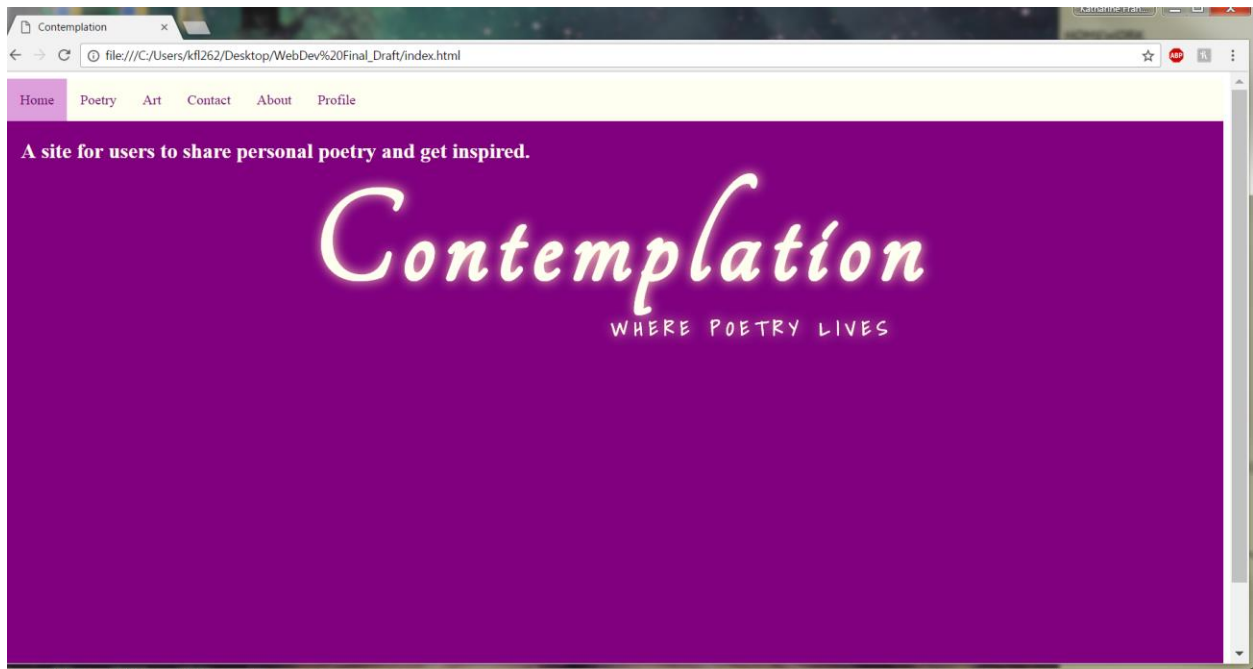 Contemplation
file:///C:/Users/kfl262/Desktop/WebDev%20Final_Draft/index.html
ABP
Home Poetry Art Contact About Profile
A site for users to share personal poetry and get inspired.
Contemplation
WHERE POETRY LIVES